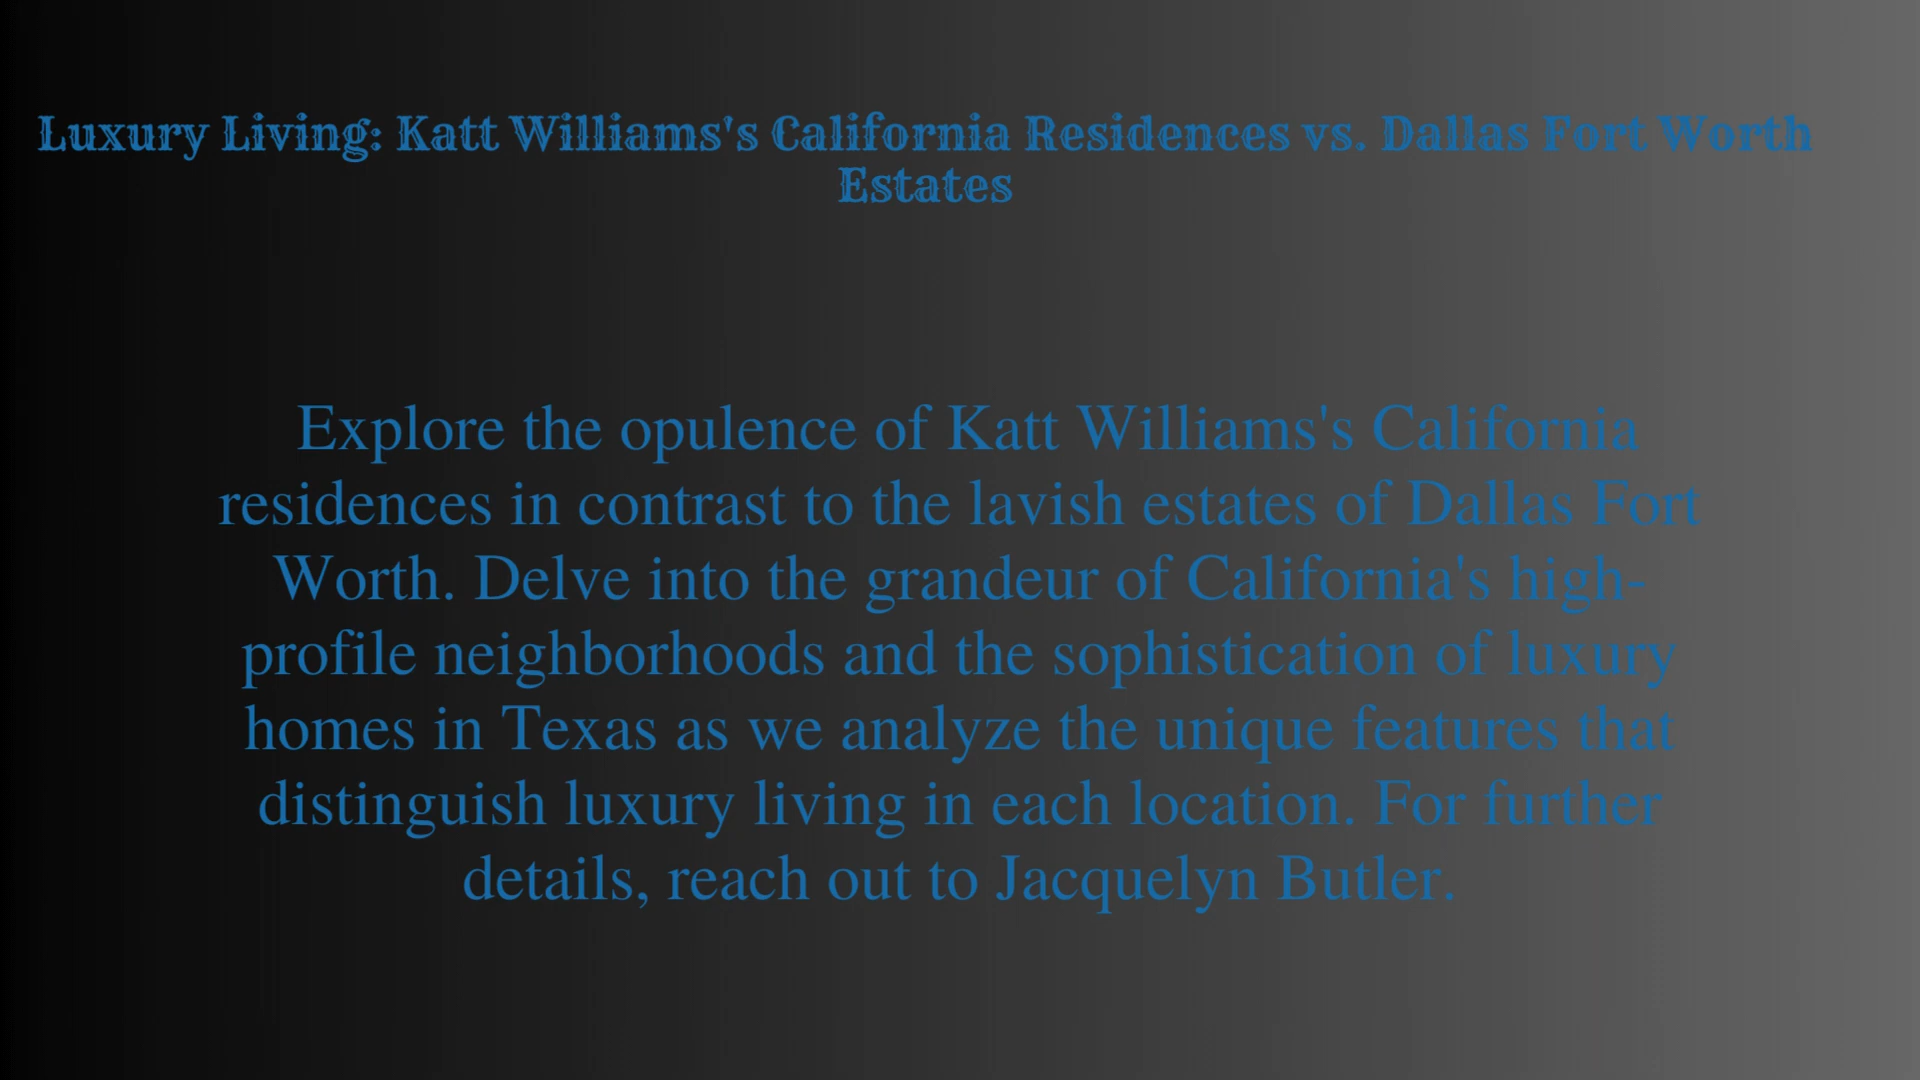 Luxury Living: Katt Williams's California Residences vs. Dallas Fort Worth
Estates
Explore the opulence of Katt Williams's California
residences in contrast to the lavish estates of Dallas Fort
Worth. Delve into the grandeur of California's high-
profile neighborhoods and the sophistication of luxury
homes in Texas as we analyze the unique features that
distinguish luxury living in each location. For further
details, reach out to Jacquelyn Butler.